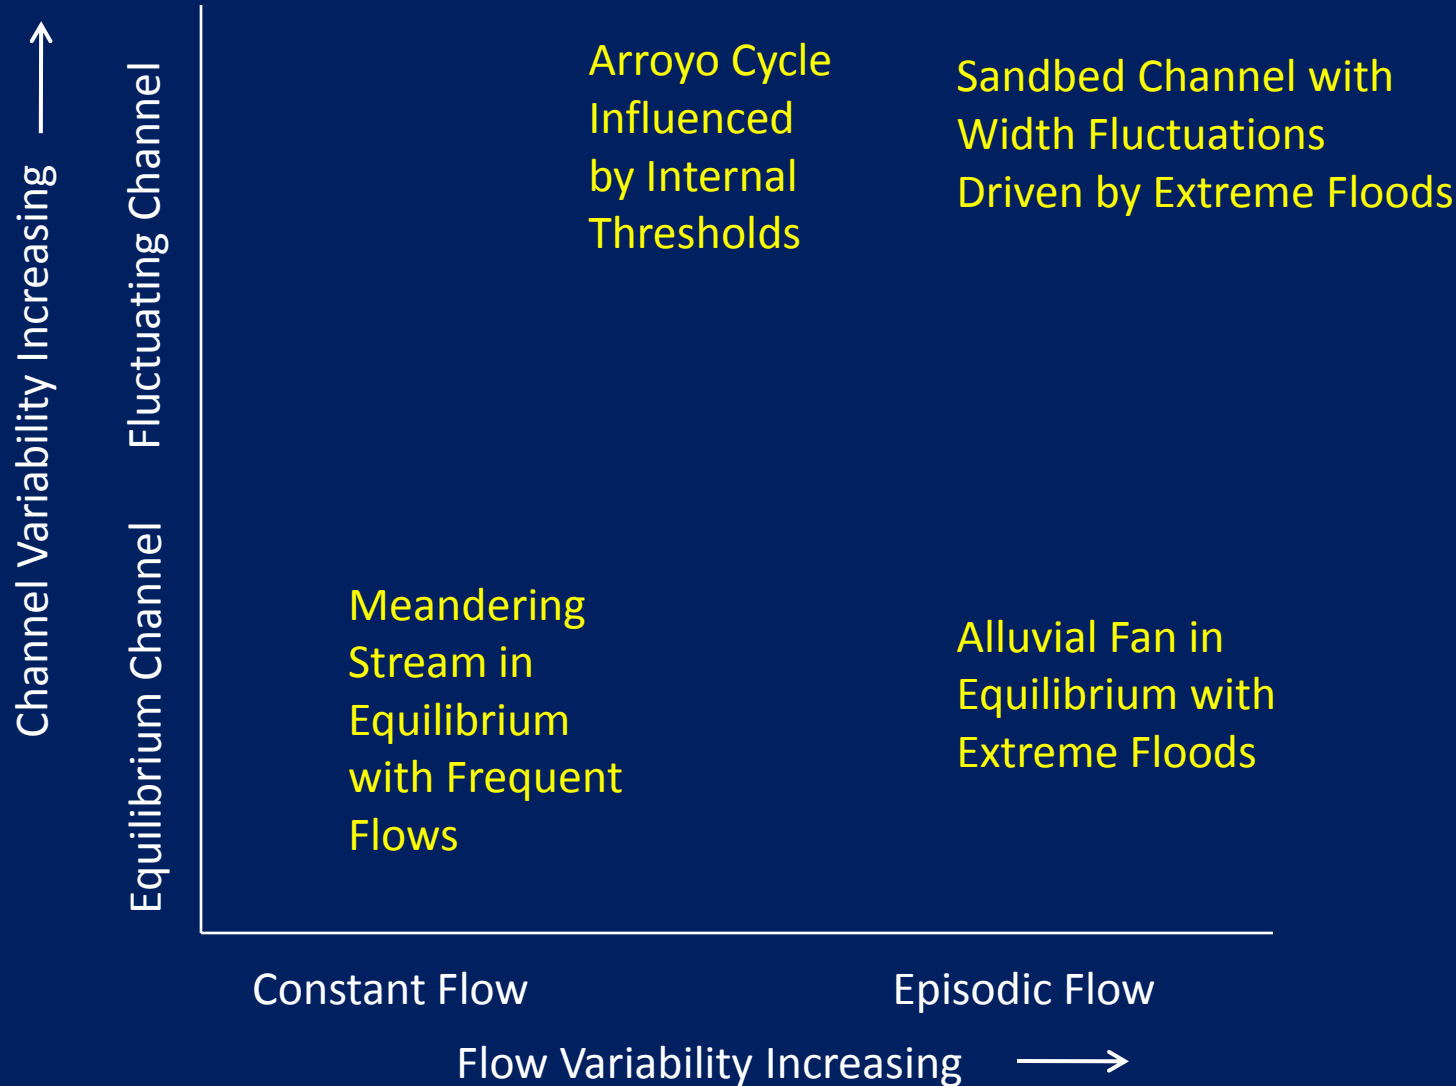 Channel Variability Increasing
Fluctuating Channel
Equilibrium Channel
Arroyo Cycle
Influenced
by Internal
Thresholds
Sandbed Channel with
Width Fluctuations
Driven by Extreme Floods
Meandering
Stream in
Equilibrium
with Frequent
Flows
Alluvial Fan in
Equilibrium with
Extreme Floods
Constant Flow
Episodic Flow
Flow Variability Increasing